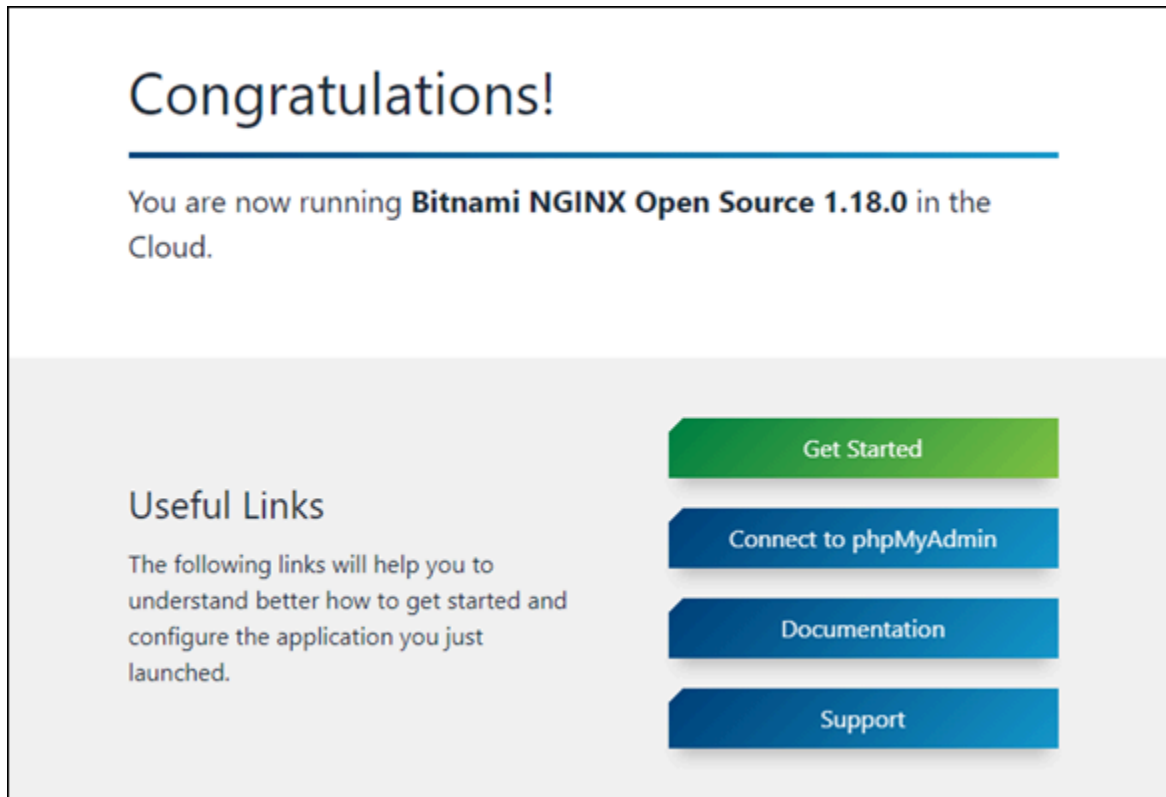 Congratulations!
You are now running Bitnami NGINX Open Source 1.18.0 in the
Cloud.
Useful Links
The following links will help you to
understand better how to get started and
configure the application you just
launched.
Get Started
Connect to phpMyAdmin
Documentation
Support